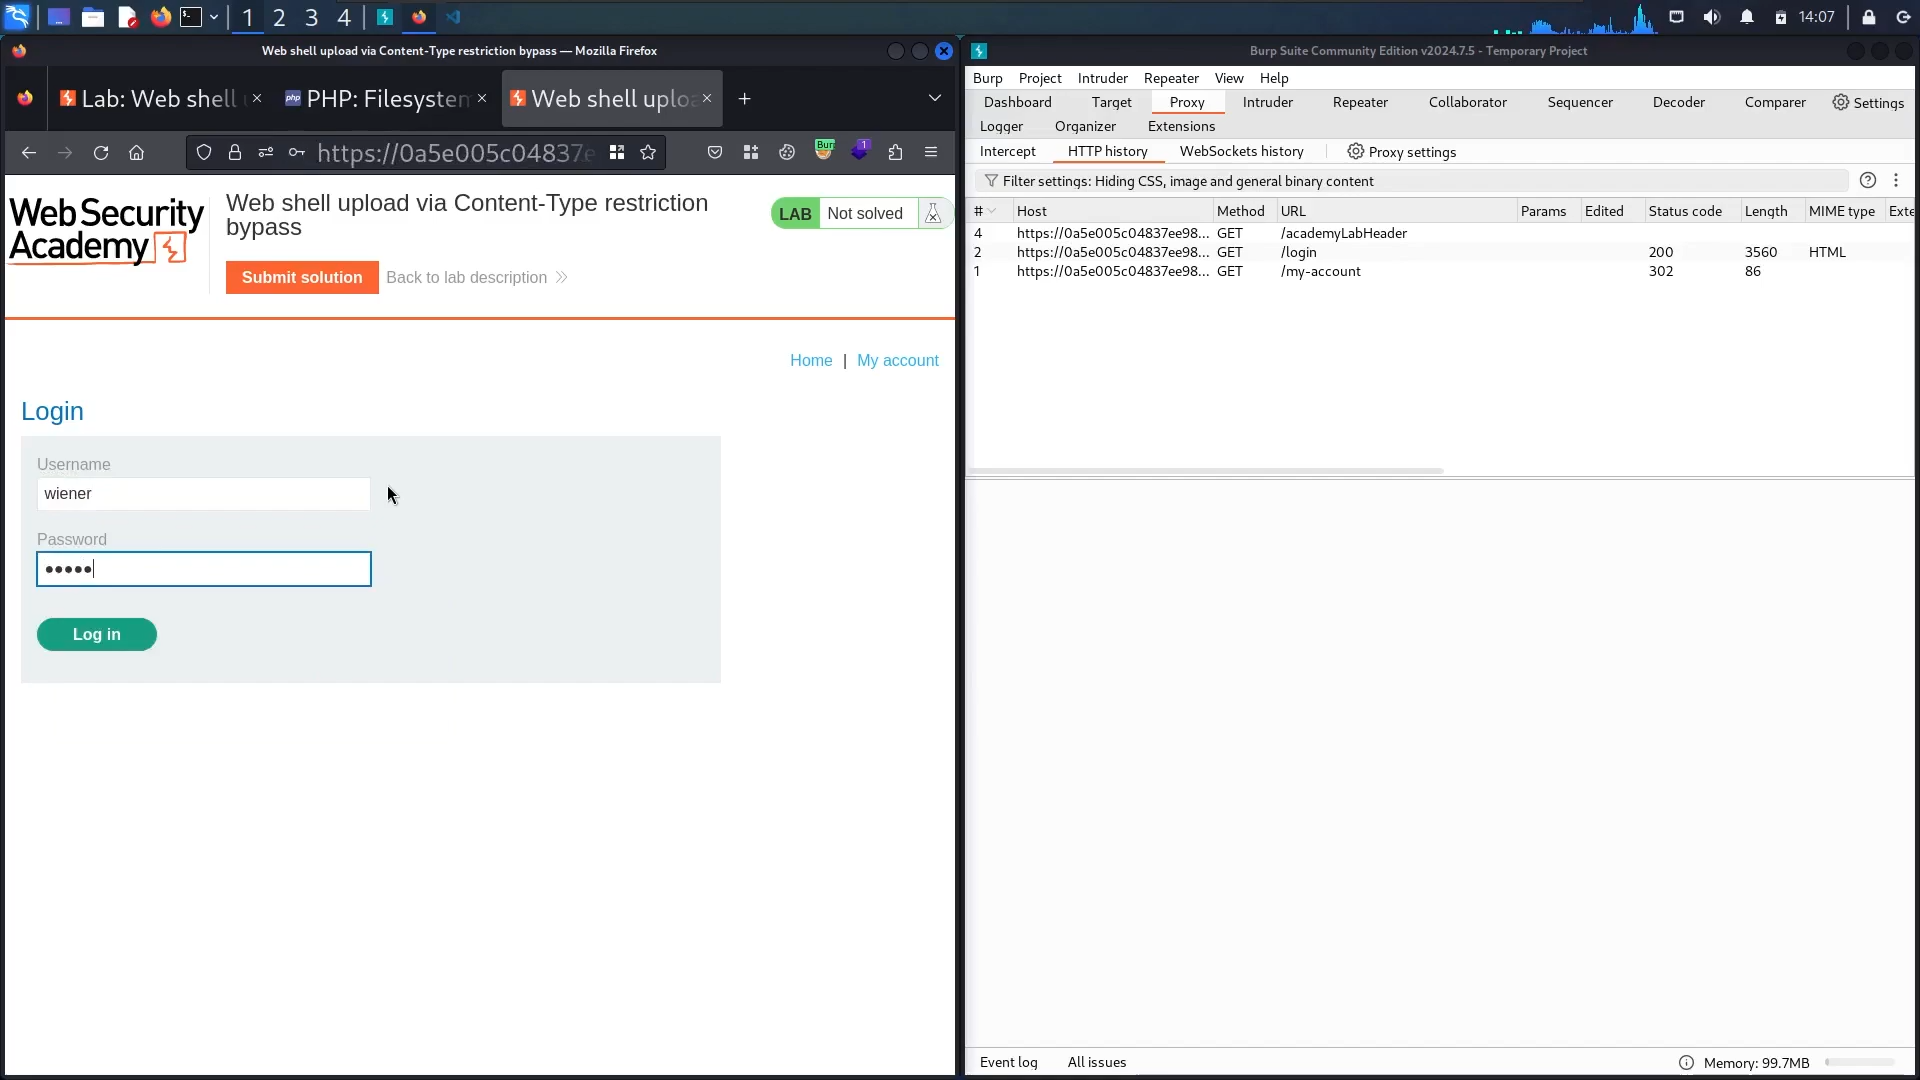 1 2 3 4
14:07
Web shell upload via Content-Type restriction bypass — Mozilla Firefox
Lab: Web shell
PHP: Filesystem
Web shell uploa
https://0a5e005c04837e
Burp
1
Web Security
Academy
Web shell upload via Content-Type restriction
bypass
LAB Not solved
Submit solution
Back to lab description
Home | My account
Login
Username
wiener
Password
Log in
Burp Suite Community Edition v2024.7.5 - Temporary Project
Burp Project Intruder Repeater View Help
Dashboard Target Proxy Intruder Repeater Collaborator Sequencer Decoder Comparer Settings
Logger Organizer Extensions
Intercept HTTP history WebSockets history Proxy settings
Filter settings: Hiding CSS, image and general binary content
# Host Method URL Params Edited Status code Length MIME type Exte
4 https://0a5e005c04837ee98... GET /academyLabHeader
2 https://0a5e005c04837ee98... GET /login 200 3560 HTML
1 https://0a5e005c04837ee98... GET /my-account 302 86
Event log All issues
Memory: 99.7MB